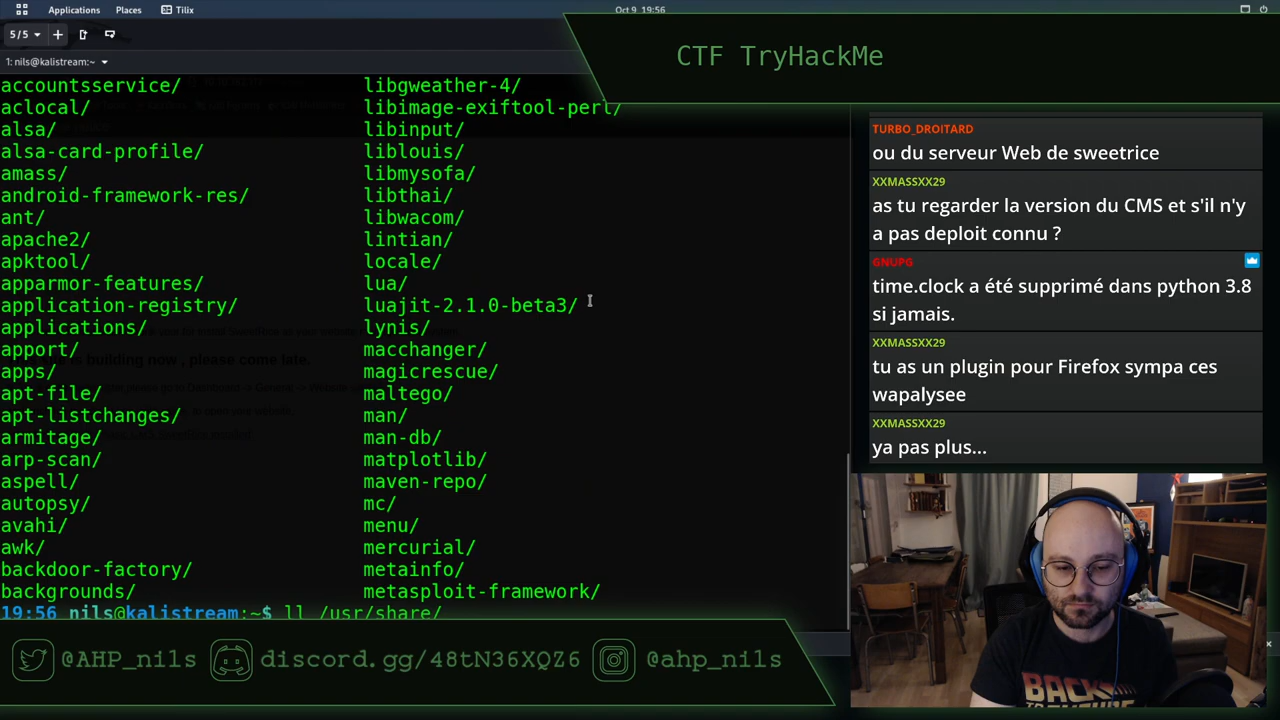 Applications Places Tilix
Oct 9 19:56
5/5
1: nils@kalistream:~
CTF TryHackMe
accountsservice/ libgweather-4/
aclocal/ libimage-exiftool-perl/
alsa/ libinput/
alsa-card-profile/ liblouis/
amass/ libmysofa/
android-framework-res/ libthai/
ant/ libwacom/
apache2/ lintian/
apktool/ locale/
apparmor-features/ lua/
application-registry/ luajit-2.1.0-beta3/
applications/ lynis/
apport/ macchanger/
apps/ magicrescue/
apt-file/ maltego/
apt-listchanges/ man/
armitage/ man-db/
arp-scan/ matplotlib/
aspell/ maven-repo/
autopsy/ mc/
avahi/ menu/
awk/ mercurial/
backdoor-factory/ metainfo/
backgrounds/ metasploit-framework/
19:56 nils@kalistream:~$ ll /usr/share/
is building now , please come late.
TURBO_DROITARD
ou du serveur Web de sweetrice
XXMASSXX29
as tu regarder la version du CMS et s'il n'y
a pas deploit connu ?
GNUPG
time.clock a été supprimé dans python 3.8
si jamais.
XXMASSXX29
tu as un plugin pour Firefox sympa ces
wapalysee
XXMASSXX29
ya pas plus...
BACK
@AHP_nils discord.gg/48tN36XQZ6 @ahp_nils